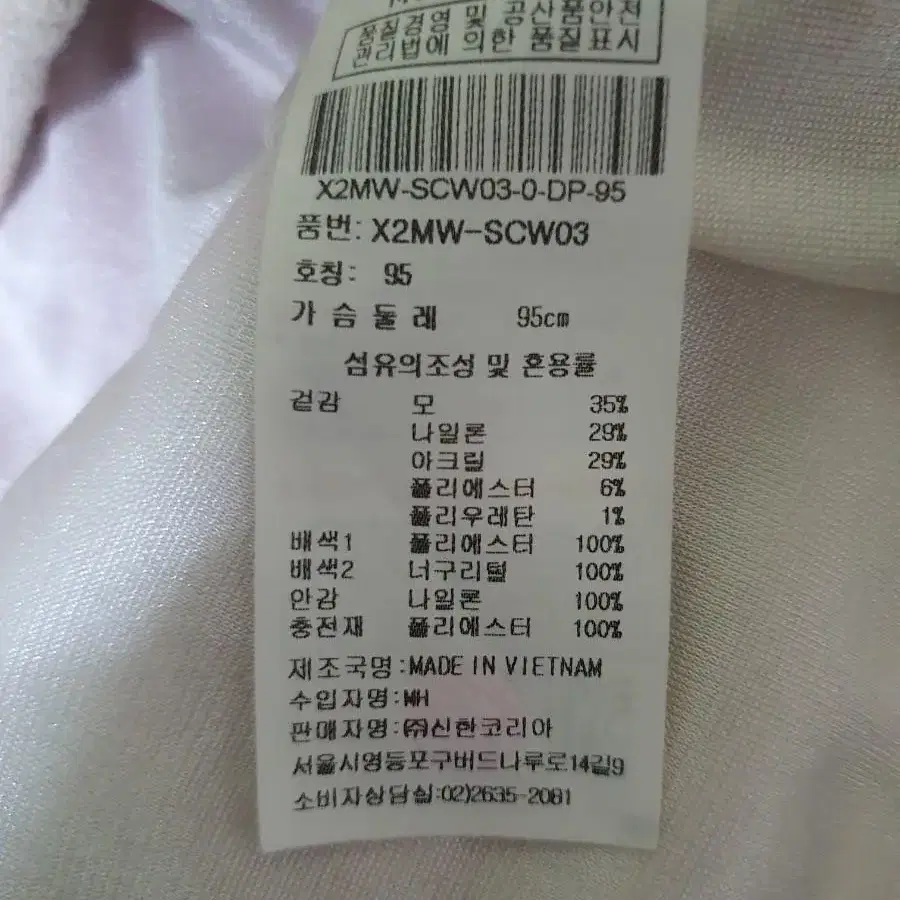 품질경영 및 공산품안전
관리법에 의한 품질표시
X2MW-SCW03-0-DP-95
품번: X2MW-SCW03
호칭: 95
가슴둘레 95cm
섬유의조성 및 혼용률
겉감 모 35%
나일론 29%
아크릴 29%
폴리에스터 6%
폴리우레탄 1%
배색1 폴리에스터 100%
배색2 너구리털 100%
안감 나일론 100%
충전재 폴리에스터 100%
제조국명:MADE IN VIETNAM
수입자명:MH
판매자명:㈜신한코리아
서울시영등포구버드나루로14길9
소비자상담실:02)2635-2081